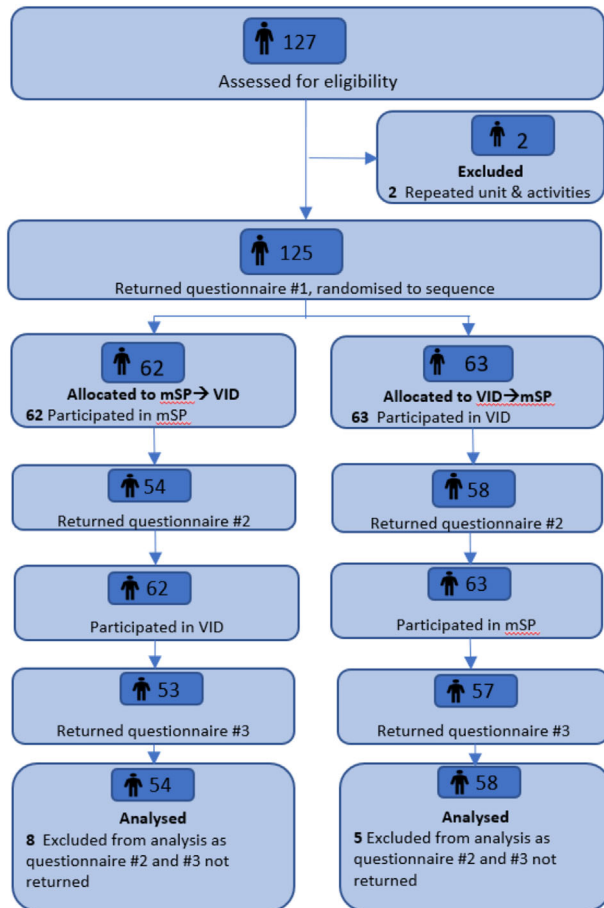 127
Assessed for eligibility
2
Excluded
2 Repeated unit & activities
125
Returned questionnaire #1, randomised to sequence
62
Allocated to mSP→ VID
62 Participated in mSP
63
Allocated to VID→mSP
63 Participated in VID
54
Returned questionnaire #2
58
Returned questionnaire #2
62
Participated in VID
63
Participated in mSP
53
Returned questionnaire #3
57
Returned questionnaire #3
54
Analysed
8 Excluded from analysis as
questionnaire #2 and #3 not
returned
58
Analysed
5 Excluded from analysis as
questionnaire #2 and #3 not
returned